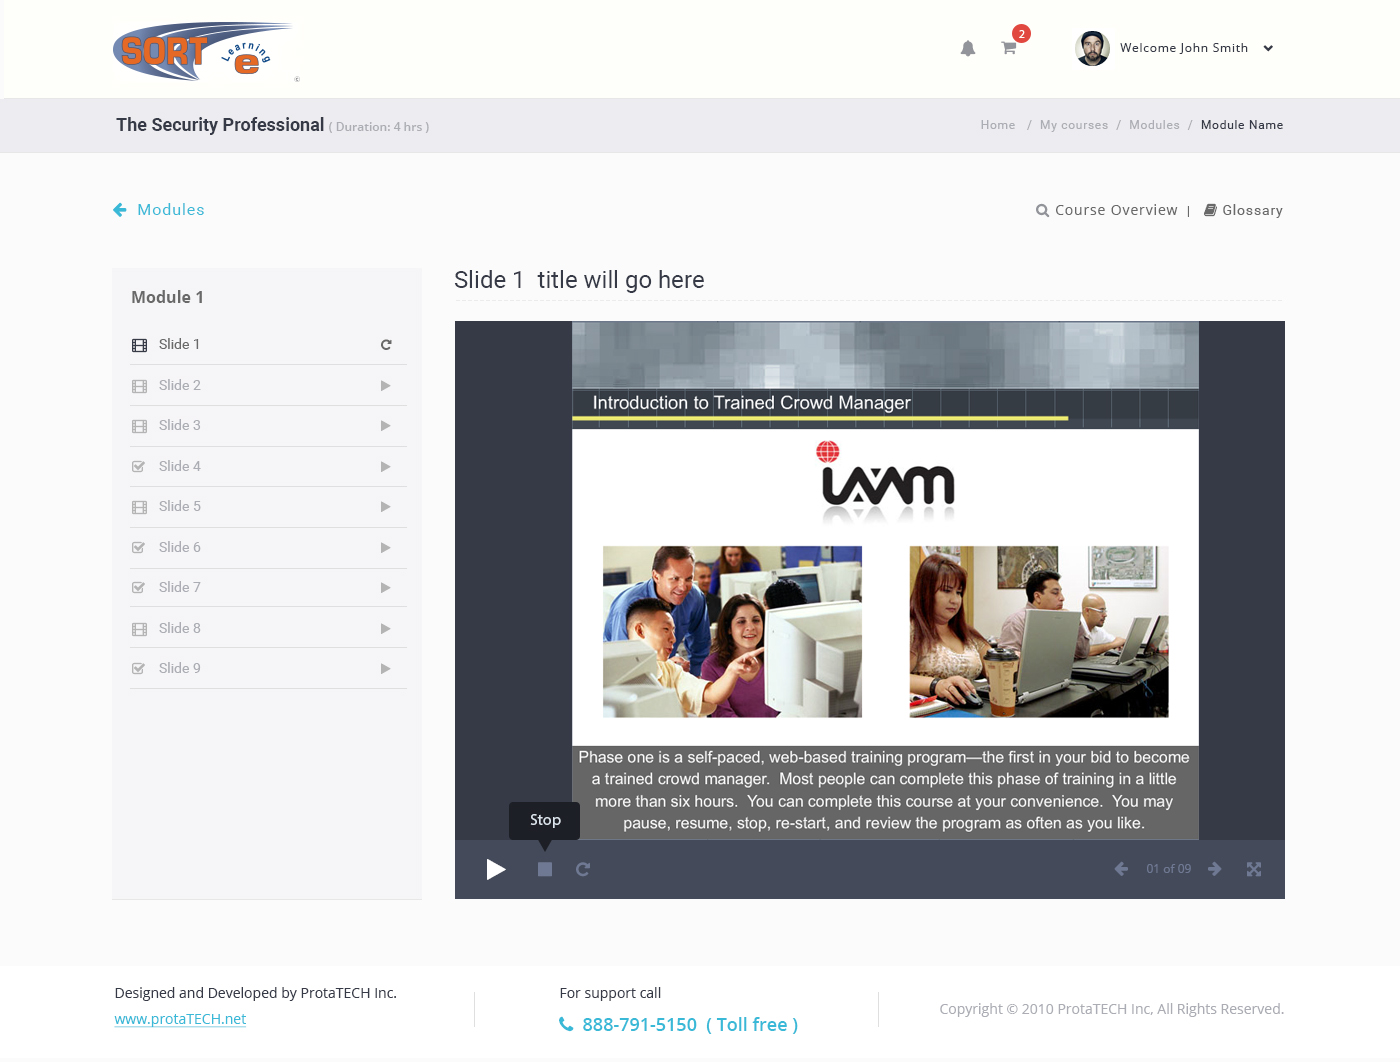 SORT
Learning
e
©
2
Welcome John Smith
The Security Professional ( Duration: 4 hrs )
Home / My courses / Modules / Module Name
Modules
Course Overview | Glossary
Module 1
Slide 1
Slide 2
Slide 3
Slide 4
Slide 5
Slide 6
Slide 7
Slide 8
Slide 9
Slide 1 title will go here
Introduction to Trained Crowd Manager
iavm
Phase one is a self-paced, web-based training program—the first in your bid to become
a trained crowd manager. Most people can complete this phase of training in a little
more than six hours. You can complete this course at your convenience. You may
pause, resume, stop, re-start, and review the program as often as you like.
Stop
01 of 09
Designed and Developed by ProtaTECH Inc.
www.protaTECH.net
For support call
888-791-5150 ( Toll free )
Copyright © 2010 ProtaTECH Inc, All Rights Reserved.